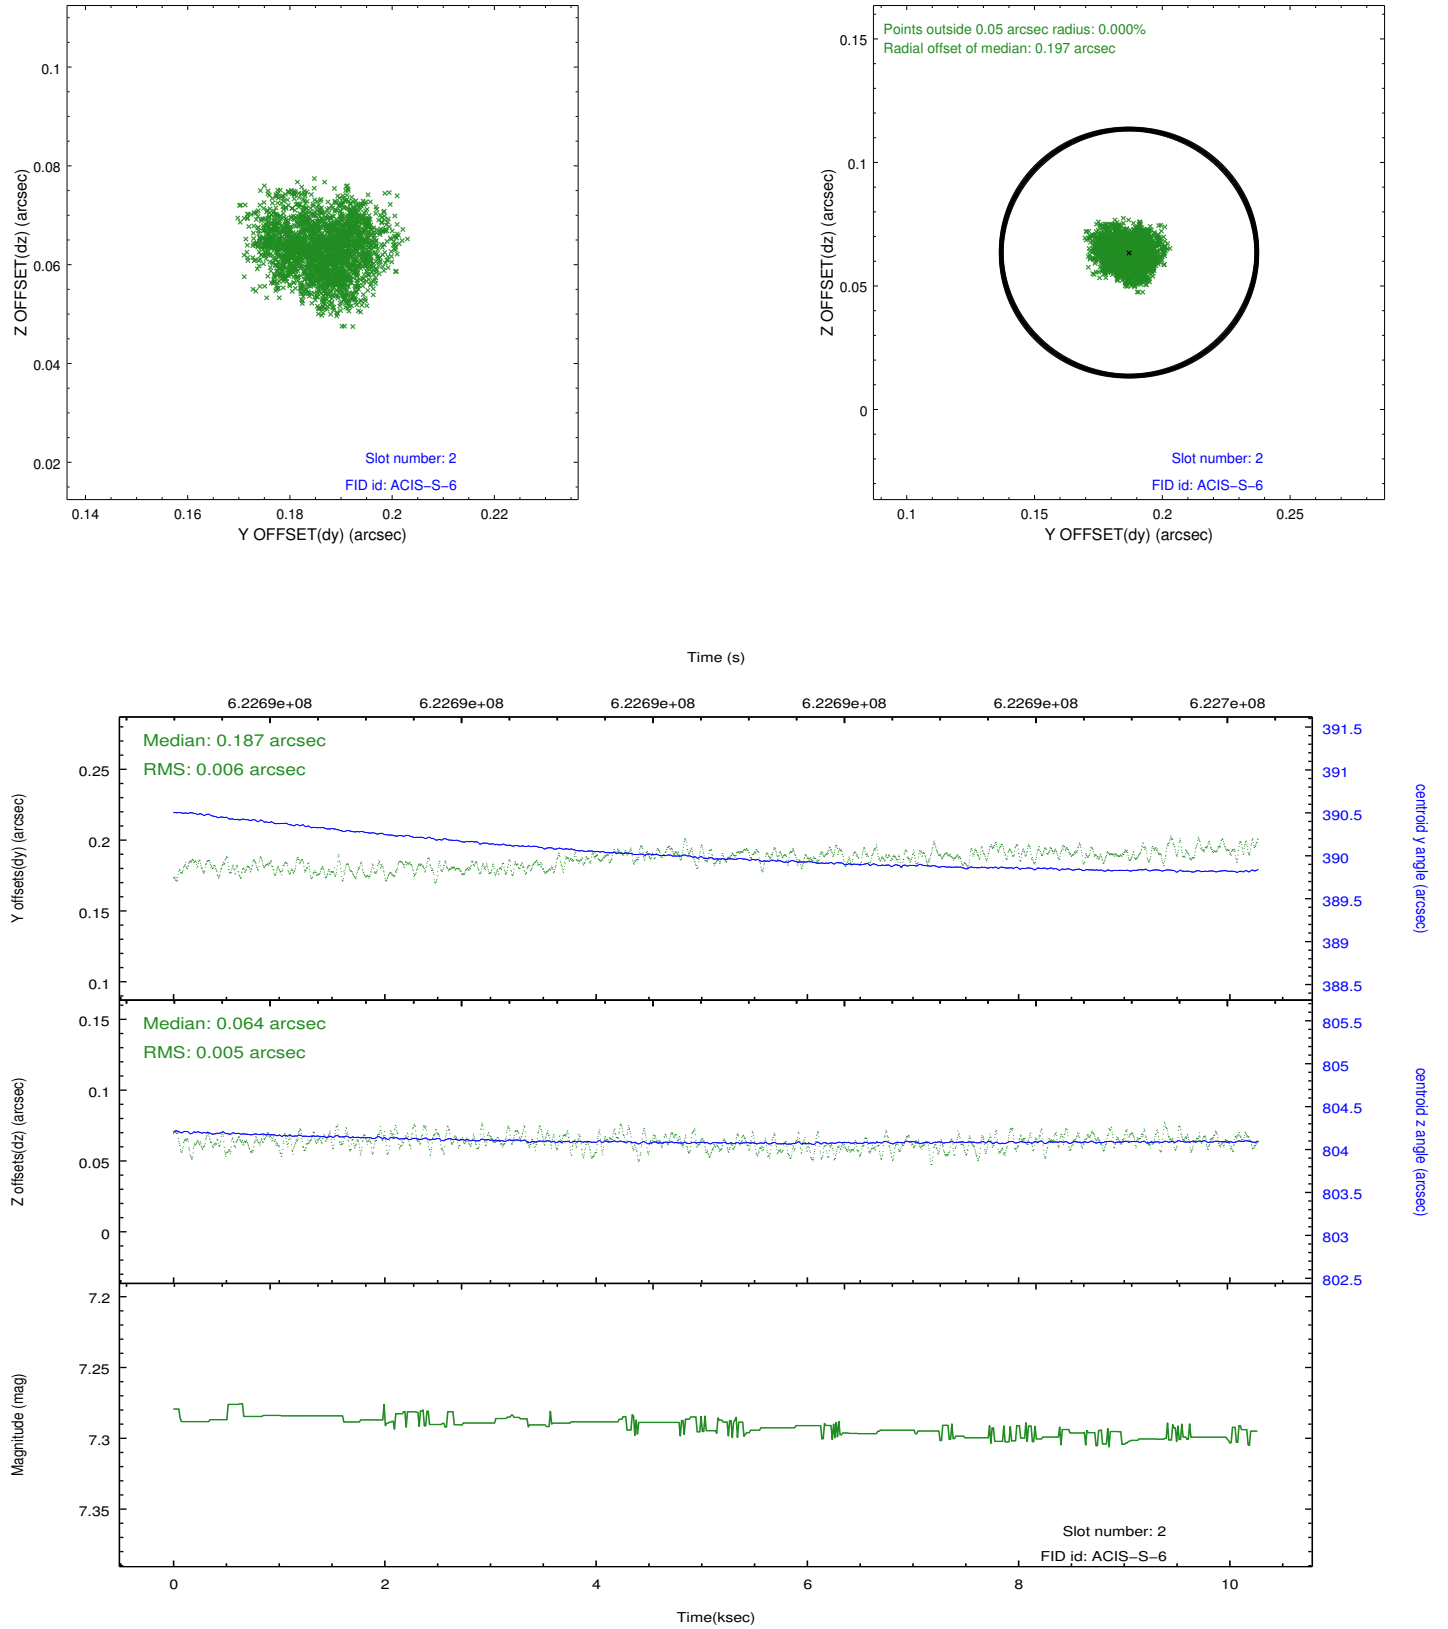 0.1
0.08
0.06
0.04
0.02
Z OFFSET(dz) (arcsec)
0.14
0.16
0.18
0.2
0.22
Y OFFSET(dy) (arcsec)
Slot number: 2
FID id: ACIS−S−6
Points outside 0.05 arcsec radius: 0.000%
Radial offset of median: 0.197 arcsec
0.15
0.1
0.05
0
Z OFFSET(dz) (arcsec)
0.1
0.15
0.2
0.25
Y OFFSET(dy) (arcsec)
Slot number: 2
FID id: ACIS−S−6
Time (s)
6.2269e+08
6.2269e+08
6.2269e+08
6.2269e+08
6.2269e+08
6.227e+08
Median: 0.187 arcsec
RMS: 0.006 arcsec
0.25
0.2
0.15
0.1
Y offsets(dy) (arcsec)
391.5
391
390.5
390
389.5
389
388.5
centroid y angle (arcsec)
Median: 0.064 arcsec
RMS: 0.005 arcsec
0.15
0.1
0.05
0
Z offsets(dz) (arcsec)
805.5
805
804.5
804
803.5
803
802.5
centroid z angle (arcsec)
7.2
7.25
7.3
7.35
Magnitude (mag)
Slot number: 2
FID id: ACIS−S−6
0
2
4
6
8
10
Time(ksec)